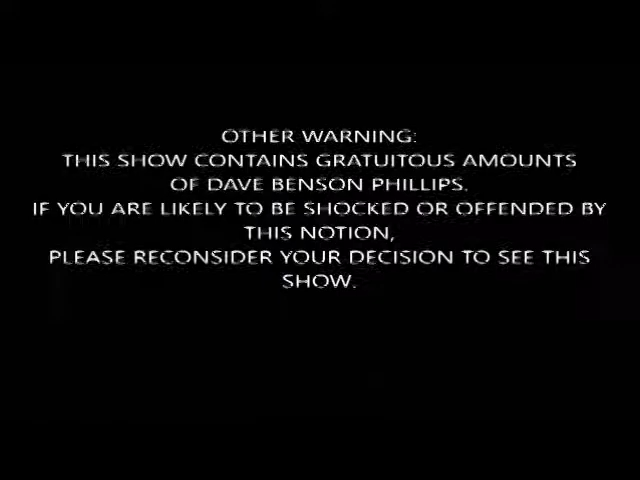 OTHER WARNING:
THIS SHOW CONTAINS GRATUITOUS AMOUNTS
OF DAVE BENSON PHILLIPS.
IF YOU ARE LIKELY TO BE SHOCKED OR OFFENDED BY
THIS NOTION,
PLEASE RECONSIDER YOUR DECISION TO SEE THIS
SHOW.